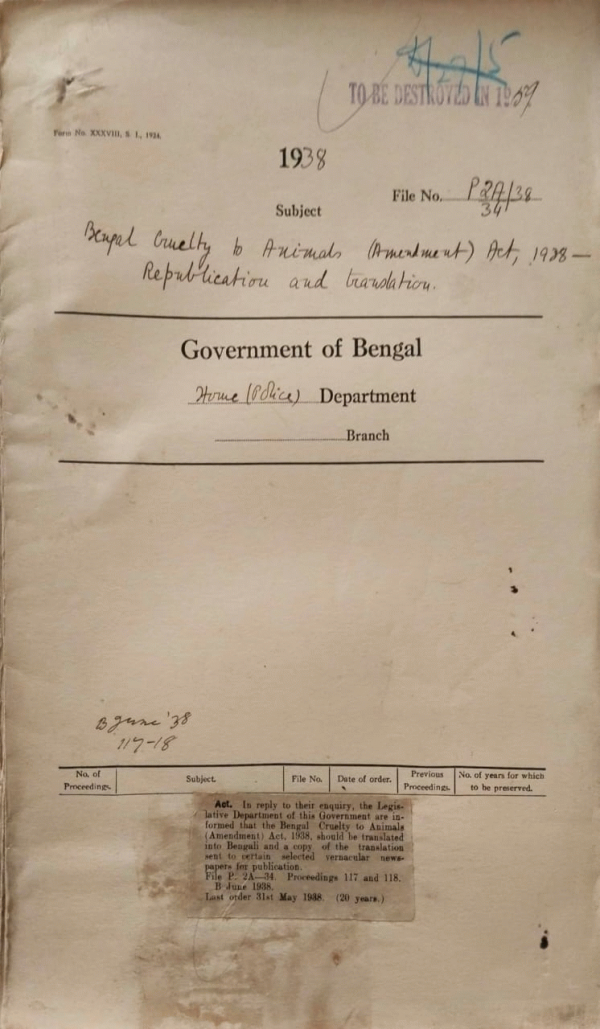 TO BE DESTROYED IN 1959
Form No. XXXVIII, S. I., 1934.
1938
File No. P 2A/38
34
Subject
Bengal Cruelty to Animals (Amendment) Act, 1938—
Republication and translation.
Government of Bengal
Home (Police) Department
Branch
B June '38
117-18
No. of Proceedings. Subject. File No. Date of order. Previous Proceedings. No. of years for which to be preserved.
Act. In reply to their enquiry, the Legis-
lative Department of this Government are in-
formed that the Bengal Cruelty to Animals
(Amendment) Act, 1938, should be translated
into Bengali and a copy of the translation
sent to certain selected vernacular news-
papers for publication.
File P. 2A—34. Proceedings 117 and 118.
B June 1938.
Last order 31st May 1938. (20 years.)